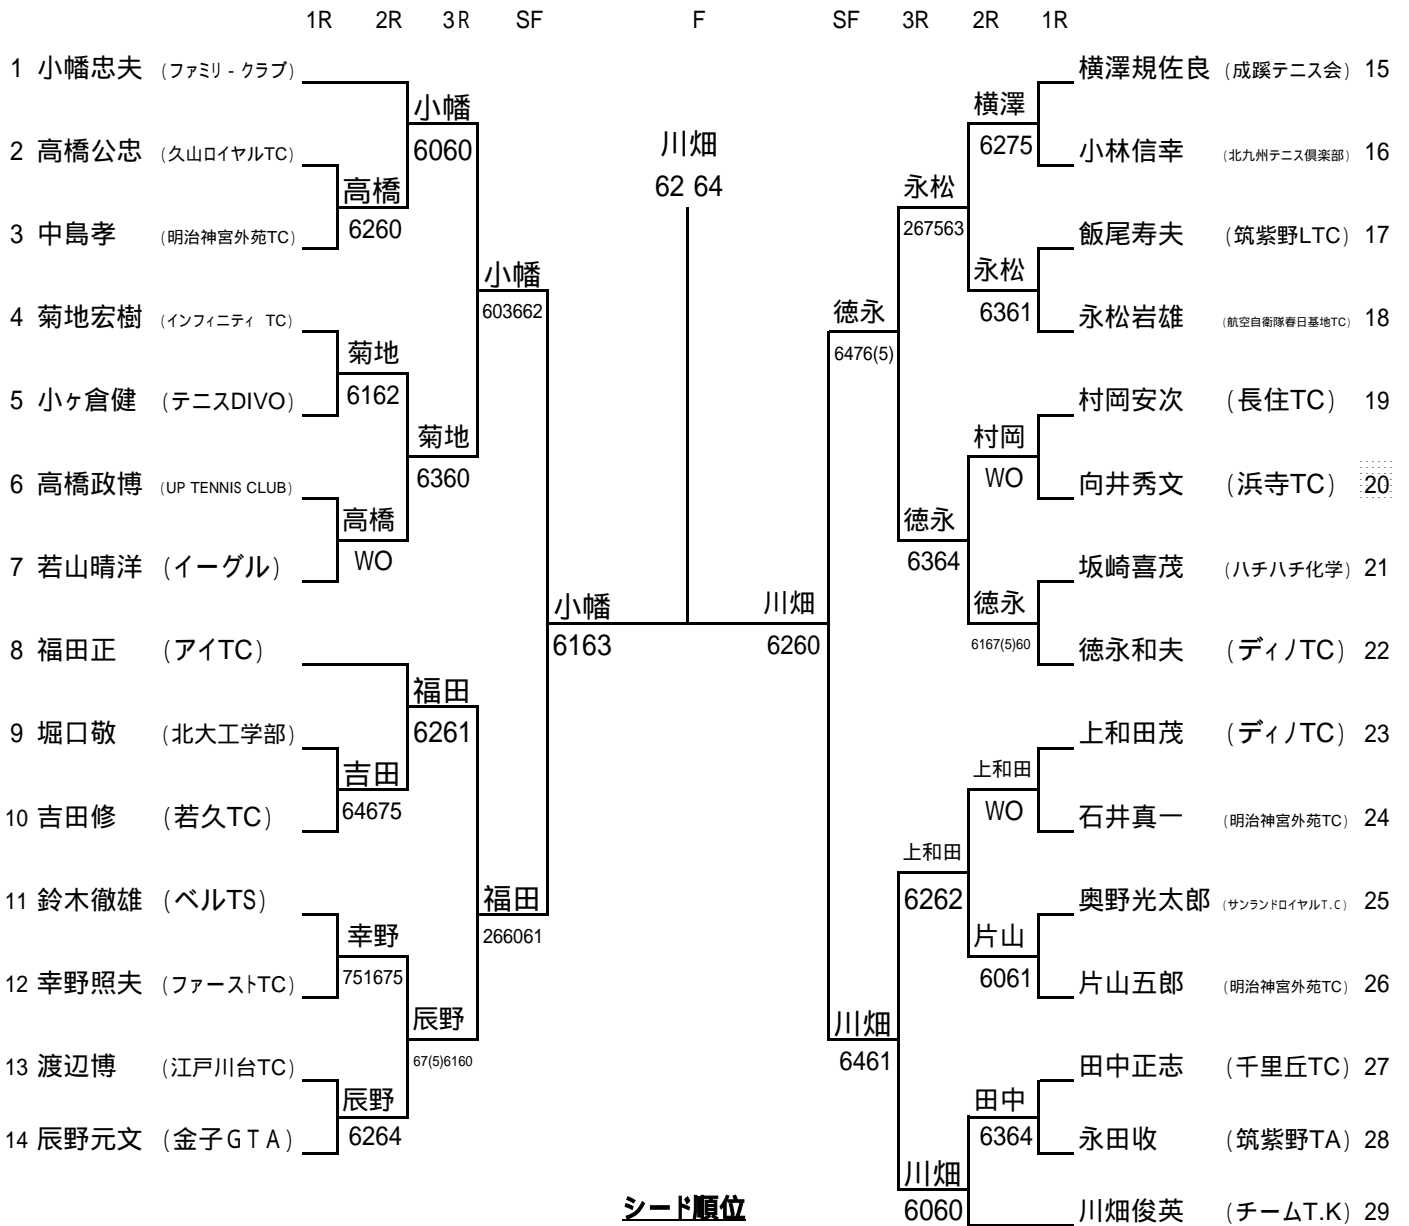 1R 2R 3R SF F SF 3R 2R 1R
1 小幡忠夫 (ファミリ - クラブ)
2 高橋公忠 (久山ロイヤルTC)
3 中島孝 (明治神宮外苑TC)
4 菊地宏樹 (インフィニティ TC)
5 小ヶ倉健 (テニスDIVO)
6 高橋政博 (UP TENNIS CLUB)
7 若山晴洋 (イーグル)
8 福田正 (アイTC)
9 堀口敬 (北大工学部)
10 吉田修 (若久TC)
11 鈴木徹雄 (ベルTS)
12 幸野照夫 (ファーストTC)
13 渡辺博 (江戸川台TC)
14 辰野元文 (金子GTA)
高橋
6260
菊地
6162
高橋
WO
吉田
64675
幸野
751675
辰野
6264
小幡
6060
菊地
6360
福田
6261
辰野
67(5)6160
小幡
603662
福田
266061
小幡
6163
川畑
62 64
川畑
6260
徳永
6476(5)
川畑
6461
永松
267563
徳永
6364
上和田
6262
川畑
6060
横澤
6275
永松
6361
村岡
WO
徳永
6167(5)60
上和田
WO
片山
6061
田中
6364
横澤規佐良 (成蹊テニス会) 15
小林信幸 (北九州テニス倶楽部) 16
飯尾寿夫 (筑紫野LTC) 17
永松岩雄 (航空自衛隊春日基地TC) 18
村岡安次 (長住TC) 19
向井秀文 (浜寺TC) 20
坂崎喜茂 (ハチハチ化学) 21
徳永和夫 (ディノTC) 22
上和田茂 (ディノTC) 23
石井真一 (明治神宮外苑TC) 24
奥野光太郎 (サンランドロイヤルT.C) 25
片山五郎 (明治神宮外苑TC) 26
田中正志 (千里丘TC) 27
永田收 (筑紫野TA) 28
川畑俊英 (チームT.K) 29
シード順位